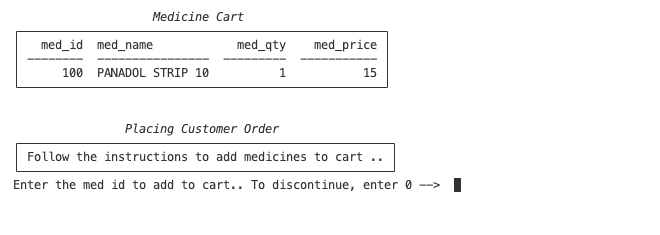 Medicine Cart
med_id med_name med_qty med_price
100 PANADOL STRIP 10 1 15
Placing Customer Order
Follow the instructions to add medicines to cart ..
Enter the med id to add to cart.. To discontinue, enter 0 -->